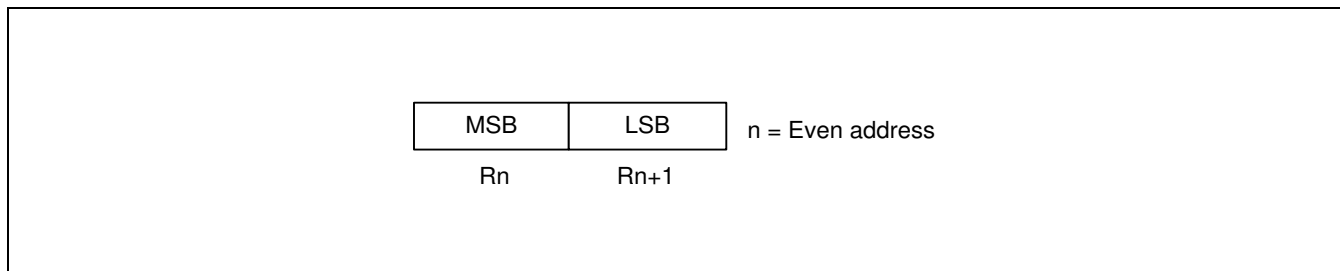 MSB LSB n = Even address
Rn Rn+1